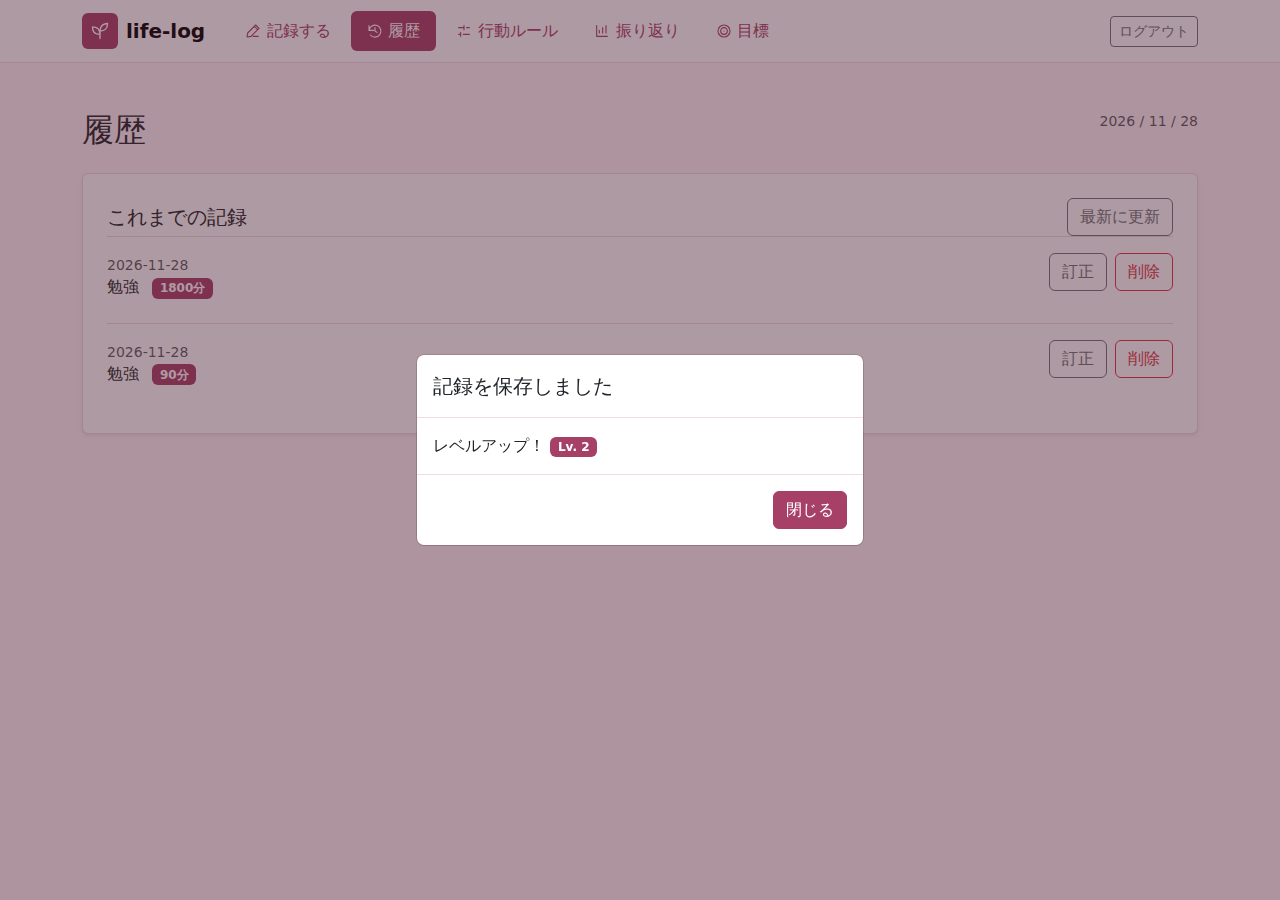 life-log 記録する 履歴 行動ルール 振り返り 目標 ログアウト
履歴 2026 / 11 / 28
これまでの記録 最新に更新
2026-11-28
勉強 1800分 訂正 削除
2026-11-28
勉強 90分 訂正 削除
記録を保存しました
レベルアップ！ Lv. 2
閉じる